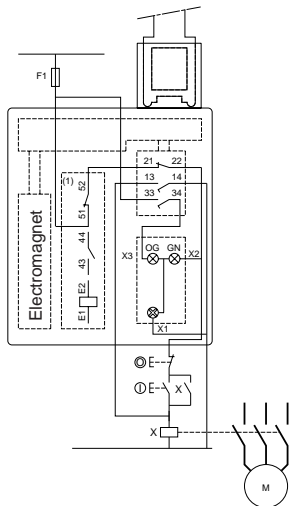 F1
21 22
(1)
52
13 14
33 34
51
44
OG GN
X3
X2
43
E2
E1
X1
Electromagnet
X
X
M